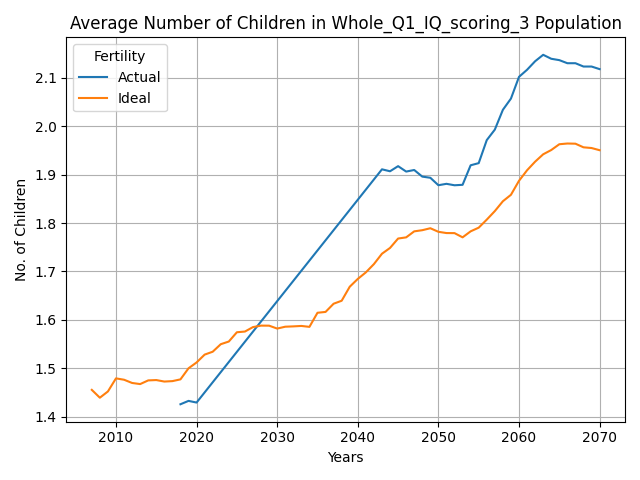 Average Number of Children in Whole_Q1_IQ_scoring_3 Population
Fertility
Actual
Ideal
No. of Children
2.1
2.0
1.9
1.8
1.7
1.6
1.5
1.4
2010 2020 2030 2040 2050 2060 2070
Years